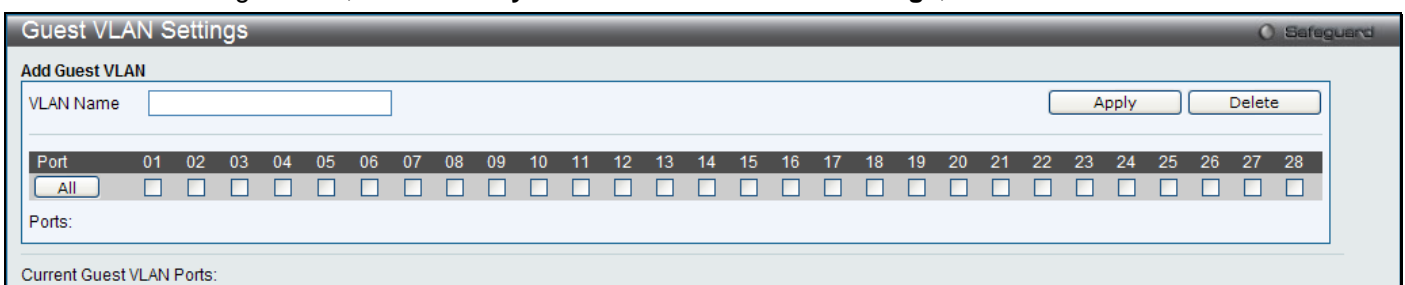 Guest VLAN Settings Safeguard
Add Guest VLAN
VLAN Name Apply Delete
Port 01 02 03 04 05 06 07 08 09 10 11 12 13 14 15 16 17 18 19 20 21 22 23 24 25 26 27 28
All
Ports:
Current Guest VLAN Ports: